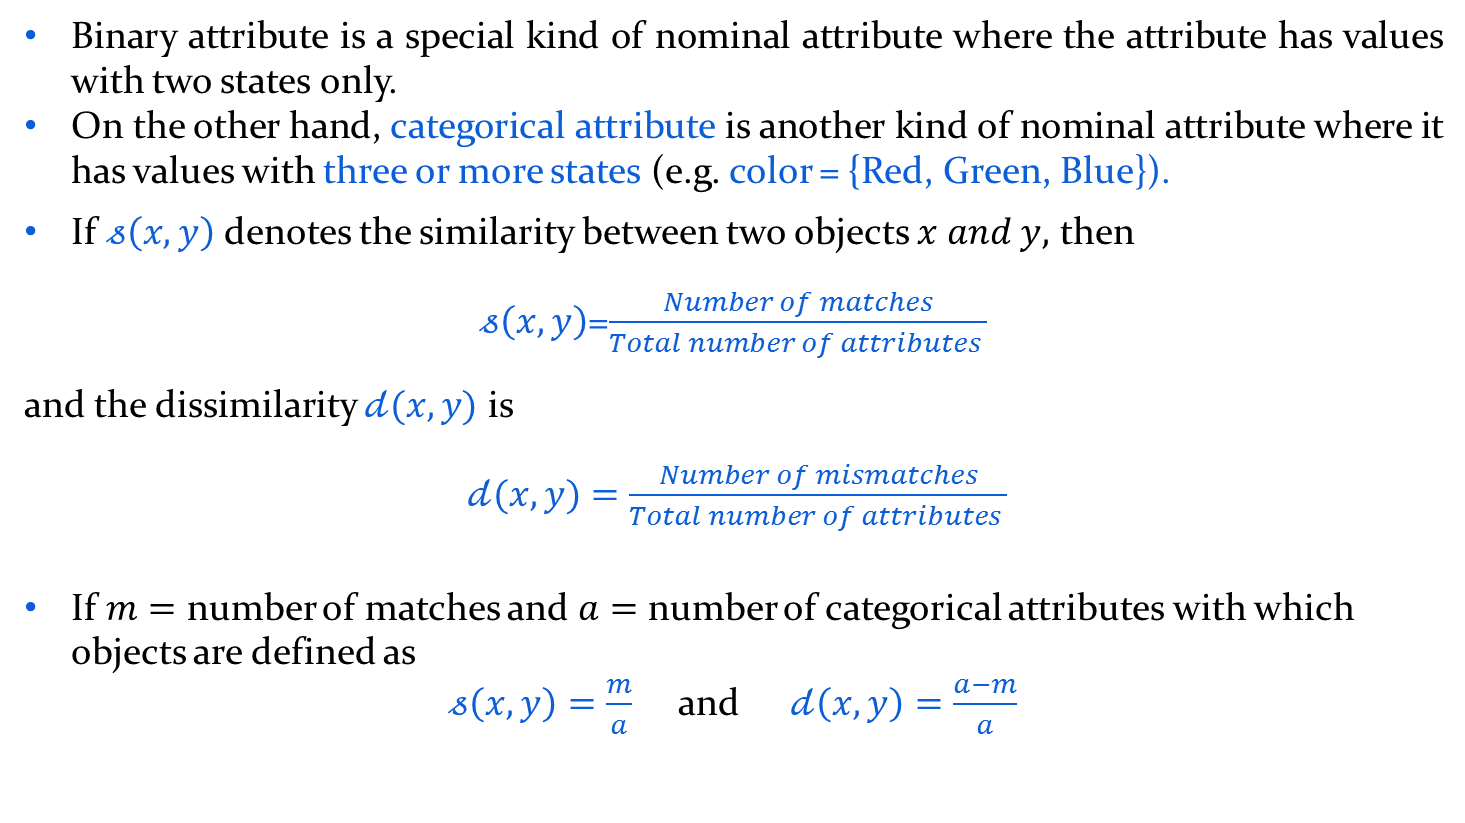 • Binary attribute is a special kind of nominal attribute where the attribute has values
with two states only.
• On the other hand, categorical attribute is another kind of nominal attribute where it
has values with three or more states (e.g. color = {Red, Green, Blue}).
• If 𝓈(x, y) denotes the similarity between two objects x and y, then
𝓈(x, y)=
Number of matches
Total number of attributes
and the dissimilarity 𝒹(x, y) is
𝒹(x, y) =
Number of mismatches
Total number of attributes
• If m = number of matches and a = number of categorical attributes with which
objects are defined as
𝓈(x, y) = m/a and 𝒹(x, y) = a−m/a